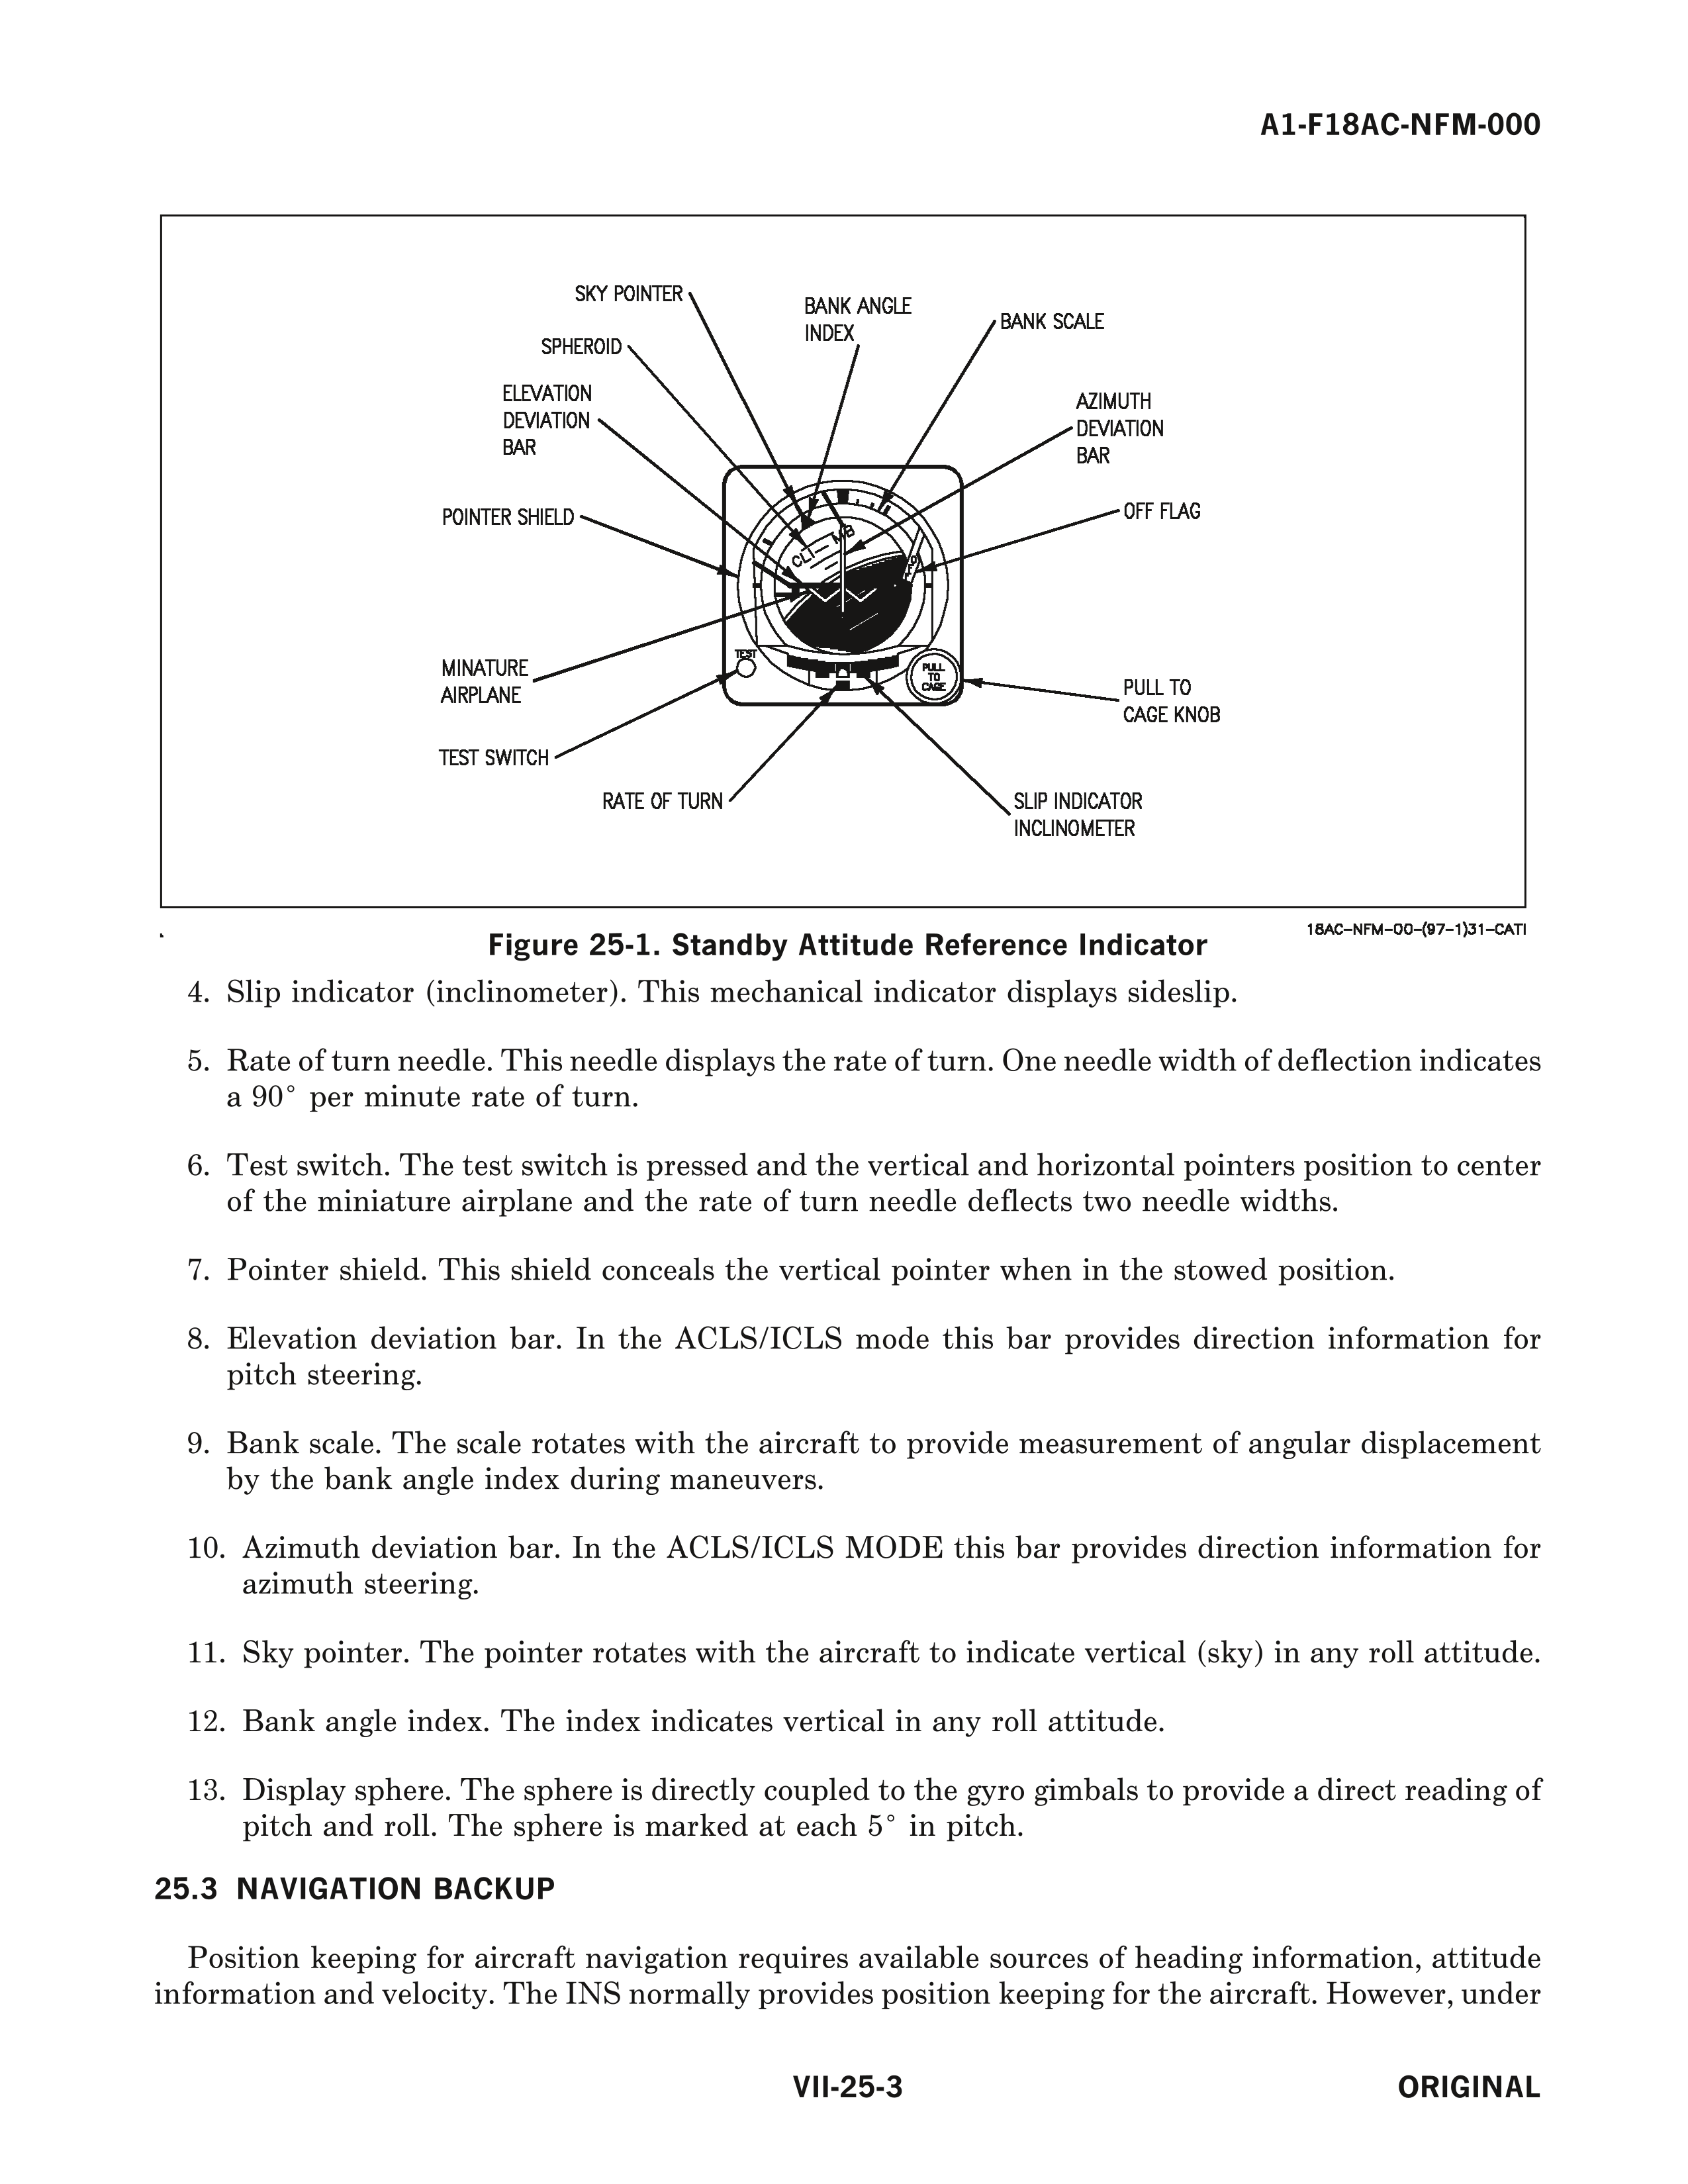 A1-F18AC-NFM-000
SKY POINTER
BANK ANGLE
INDEX
BANK SCALE
SPHEROID
ELEVATION
DEVIATION
BAR
AZIMUTH
DEVIATION
BAR
POINTER SHIELD
OFF FLAG
CLI
MB
MINATURE
AIRPLANE
TEST
PULL
TO
CAGE
PULL TO
CAGE KNOB
TEST SWITCH
RATE OF TURN
SLIP INDICATOR
INCLINOMETER
18AC-NFM-00-(97-1)31-CATI
Figure 25-1. Standby Attitude Reference Indicator
4. Slip indicator (inclinometer). This mechanical indicator displays sideslip.
5. Rate of turn needle. This needle displays the rate of turn. One needle width of deflection indicates
a 90° per minute rate of turn.
6. Test switch. The test switch is pressed and the vertical and horizontal pointers position to center
of the miniature airplane and the rate of turn needle deflects two needle widths.
7. Pointer shield. This shield conceals the vertical pointer when in the stowed position.
8. Elevation deviation bar. In the ACLS/ICLS mode this bar provides direction information for
pitch steering.
9. Bank scale. The scale rotates with the aircraft to provide measurement of angular displacement
by the bank angle index during maneuvers.
10. Azimuth deviation bar. In the ACLS/ICLS MODE this bar provides direction information for
azimuth steering.
11. Sky pointer. The pointer rotates with the aircraft to indicate vertical (sky) in any roll attitude.
12. Bank angle index. The index indicates vertical in any roll attitude.
13. Display sphere. The sphere is directly coupled to the gyro gimbals to provide a direct reading of
pitch and roll. The sphere is marked at each 5° in pitch.
25.3 NAVIGATION BACKUP
Position keeping for aircraft navigation requires available sources of heading information, attitude
information and velocity. The INS normally provides position keeping for the aircraft. However, under
VII-25-3
ORIGINAL